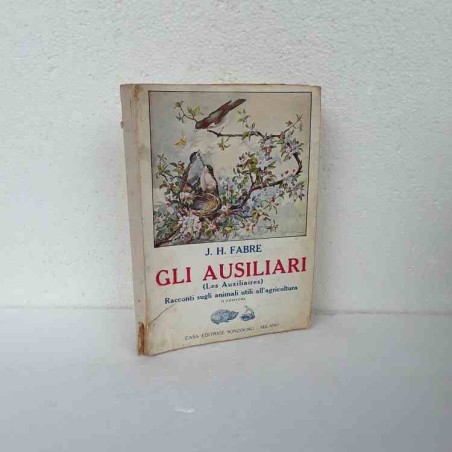 J. H. FABRE
GLI AUSILIARI
(Les Auxiliaires)
Racconti sugli animali utili all'agricoltura
CASA EDITRICE SONZOGNO - MILANO